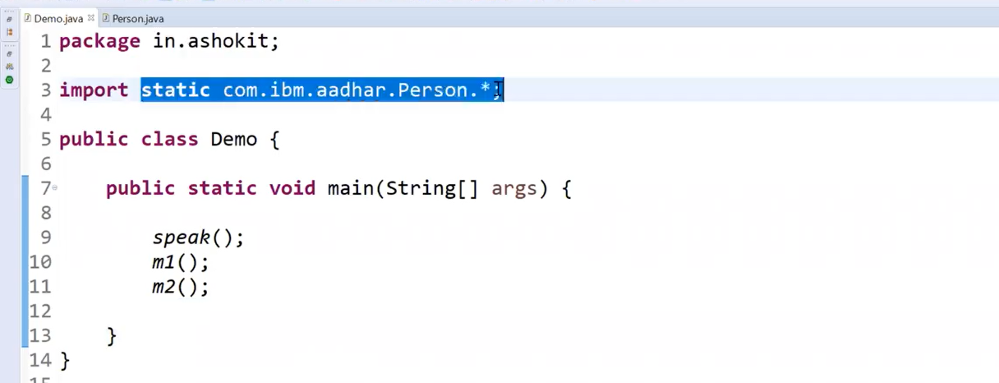 Demo.java Person.java
1 package in.ashokit;
2
3 import static com.ibm.aadhar.Person.*;
4
5 public class Demo {
6
7 public static void main(String[] args) {
8
9 speak();
10 m1();
11 m2();
12
13 }
14 }
15